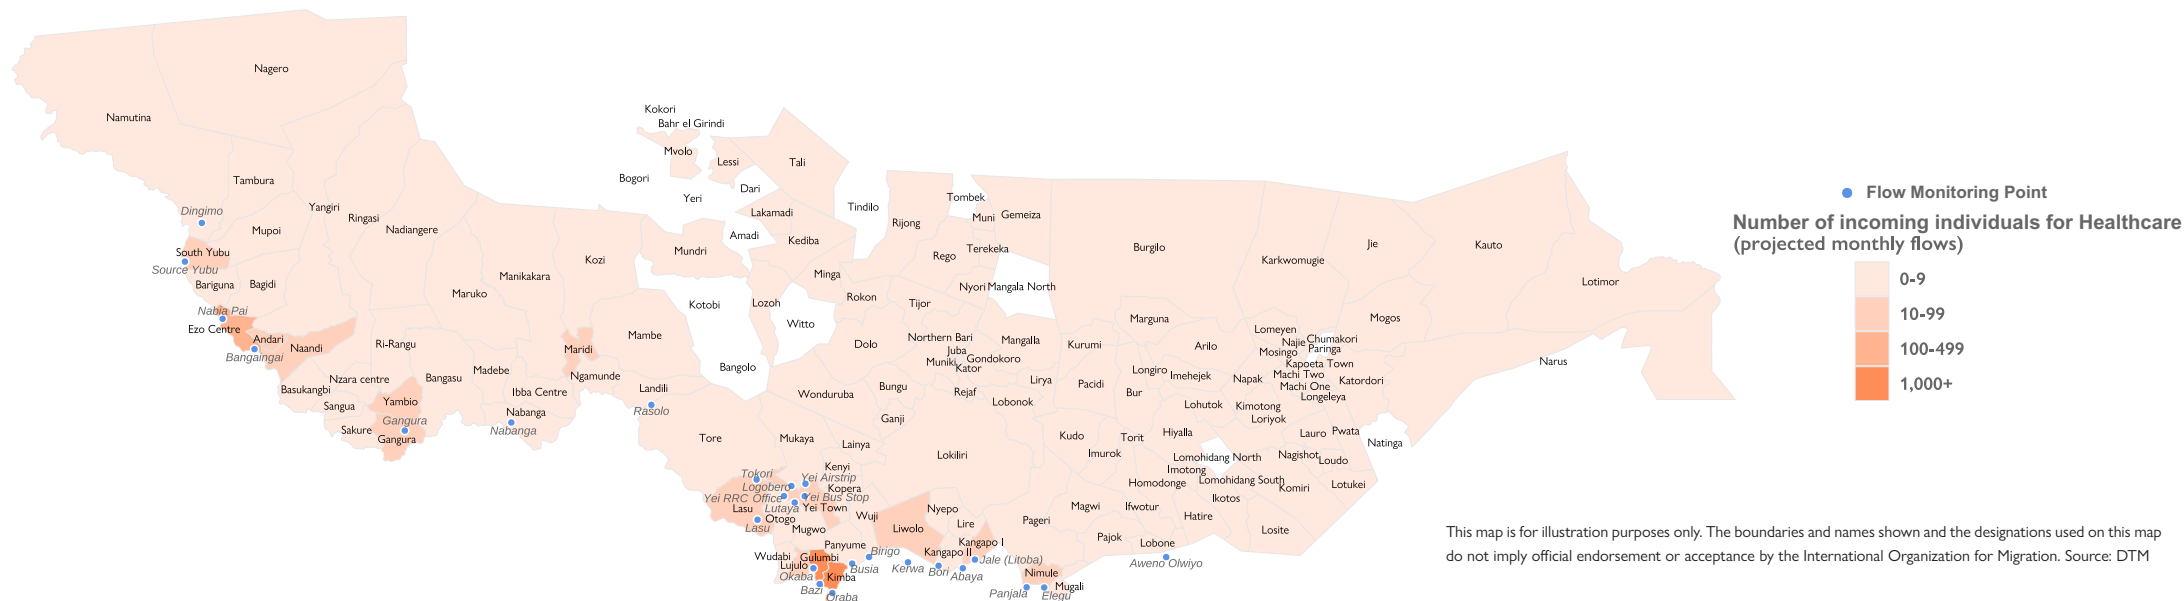 Nagero
Namutina
Kokori
Bahr el Girindi
Mvolo
Lessi
Tali
Bogori
Dari
Yeri
Tambura
Dingimo
Yangiri
Ringasi
Mupoi
Nadiangere
Lakamadi
Tindilo
Tombek
Muni
Gemeiza
Rijong
Amadi
Kediba
Mundri
Terekeka
Rego
Burgilo
Jie
Kauto
Karkwomugie
Lotimor
South Yubu
Source Yubu
Bariguna
Bagidi
Kozi
Manikakara
Maruko
Minga
Nyori
Mangala North
Rokon
Tijor
Lozoh
Kotobi
Witto
Nabia Pai
Ezo Centre
Andari
Naandi
Bangaingai
Ri-Rangu
Maridi
Mambe
Dolo
Northern Bari
Juba
Muniki
Kator
Gondokoro
Mangalla
Kurumi
Marguna
Arilo
Lomeyen
Najie
Chumakori
Mosingo
Paringa
Kapoeta Town
Mogos
Narus
Machi Two
Machi One
Katordori
Longeleya
Napak
Longiro
Imehejek
Bur
Pacidi
Lirya
Rejaf
Lobonok
Bungu
Ganji
Wonduruba
Bangolo
Ngamunde
Landili
Rasolo
Madebe
Ibba Centre
Nabanga
Nabanga
Bangasu
Nzara centre
Basukangbi
Sangua
Yambio
Gangura
Sakure
Gangura
Tore
Mukaya
Lainya
Lokiliri
Kudo
Torit
Imurok
Hiyalla
Lohutok
Kimotong
Loriyok
Lauro
Pwata
Natinga
Lomohidang North
Imotong
Nagishot
Loudo
Homodonge
Lomohidang South
Komiri
Lotukei
Ikotos
Kenyi
Tokori
Yei Airstrip
Logobero
Kopera
Yei RRC Office
Yei Bus Stop
Lasu
Lutaya
Yei Town
Lasu
Otogo
Mugwo
Wuji
Liwolo
Nyepo
Lire
Pageri
Magwi
Ifwotur
Hatire
Losite
Pajok
Lobone
Aweno Olwiyo
Kangapo I
Kangapo II
Jale (Litoba)
Panyume
Birigo
Wudabi
Gulumbi
Lujulo
Okaba
Kimba
Busia
Kerwa
Bori
Abaya
Bazi
Oraba
Nimule
Mugali
Panjala
Elegu
Flow Monitoring Point
Number of incoming individuals for Healthcare
(projected monthly flows)
0-9
10-99
100-499
1,000+
This map is for illustration purposes only. The boundaries and names shown and the designations used on this map
do not imply official endorsement or acceptance by the International Organization for Migration. Source: DTM